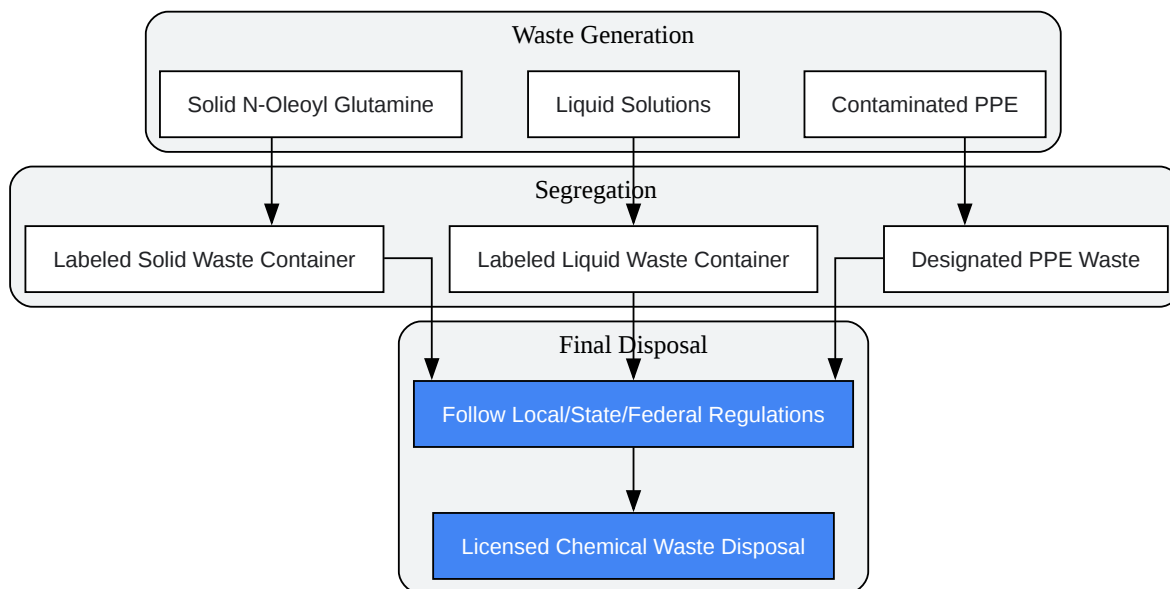 Waste Generation
Solid N-Oleoyl Glutamine
Liquid Solutions
Contaminated PPE
Segregation
Labeled Solid Waste Container
Labeled Liquid Waste Container
Designated PPE Waste
Final Disposal
Follow Local/State/Federal Regulations
Licensed Chemical Waste Disposal